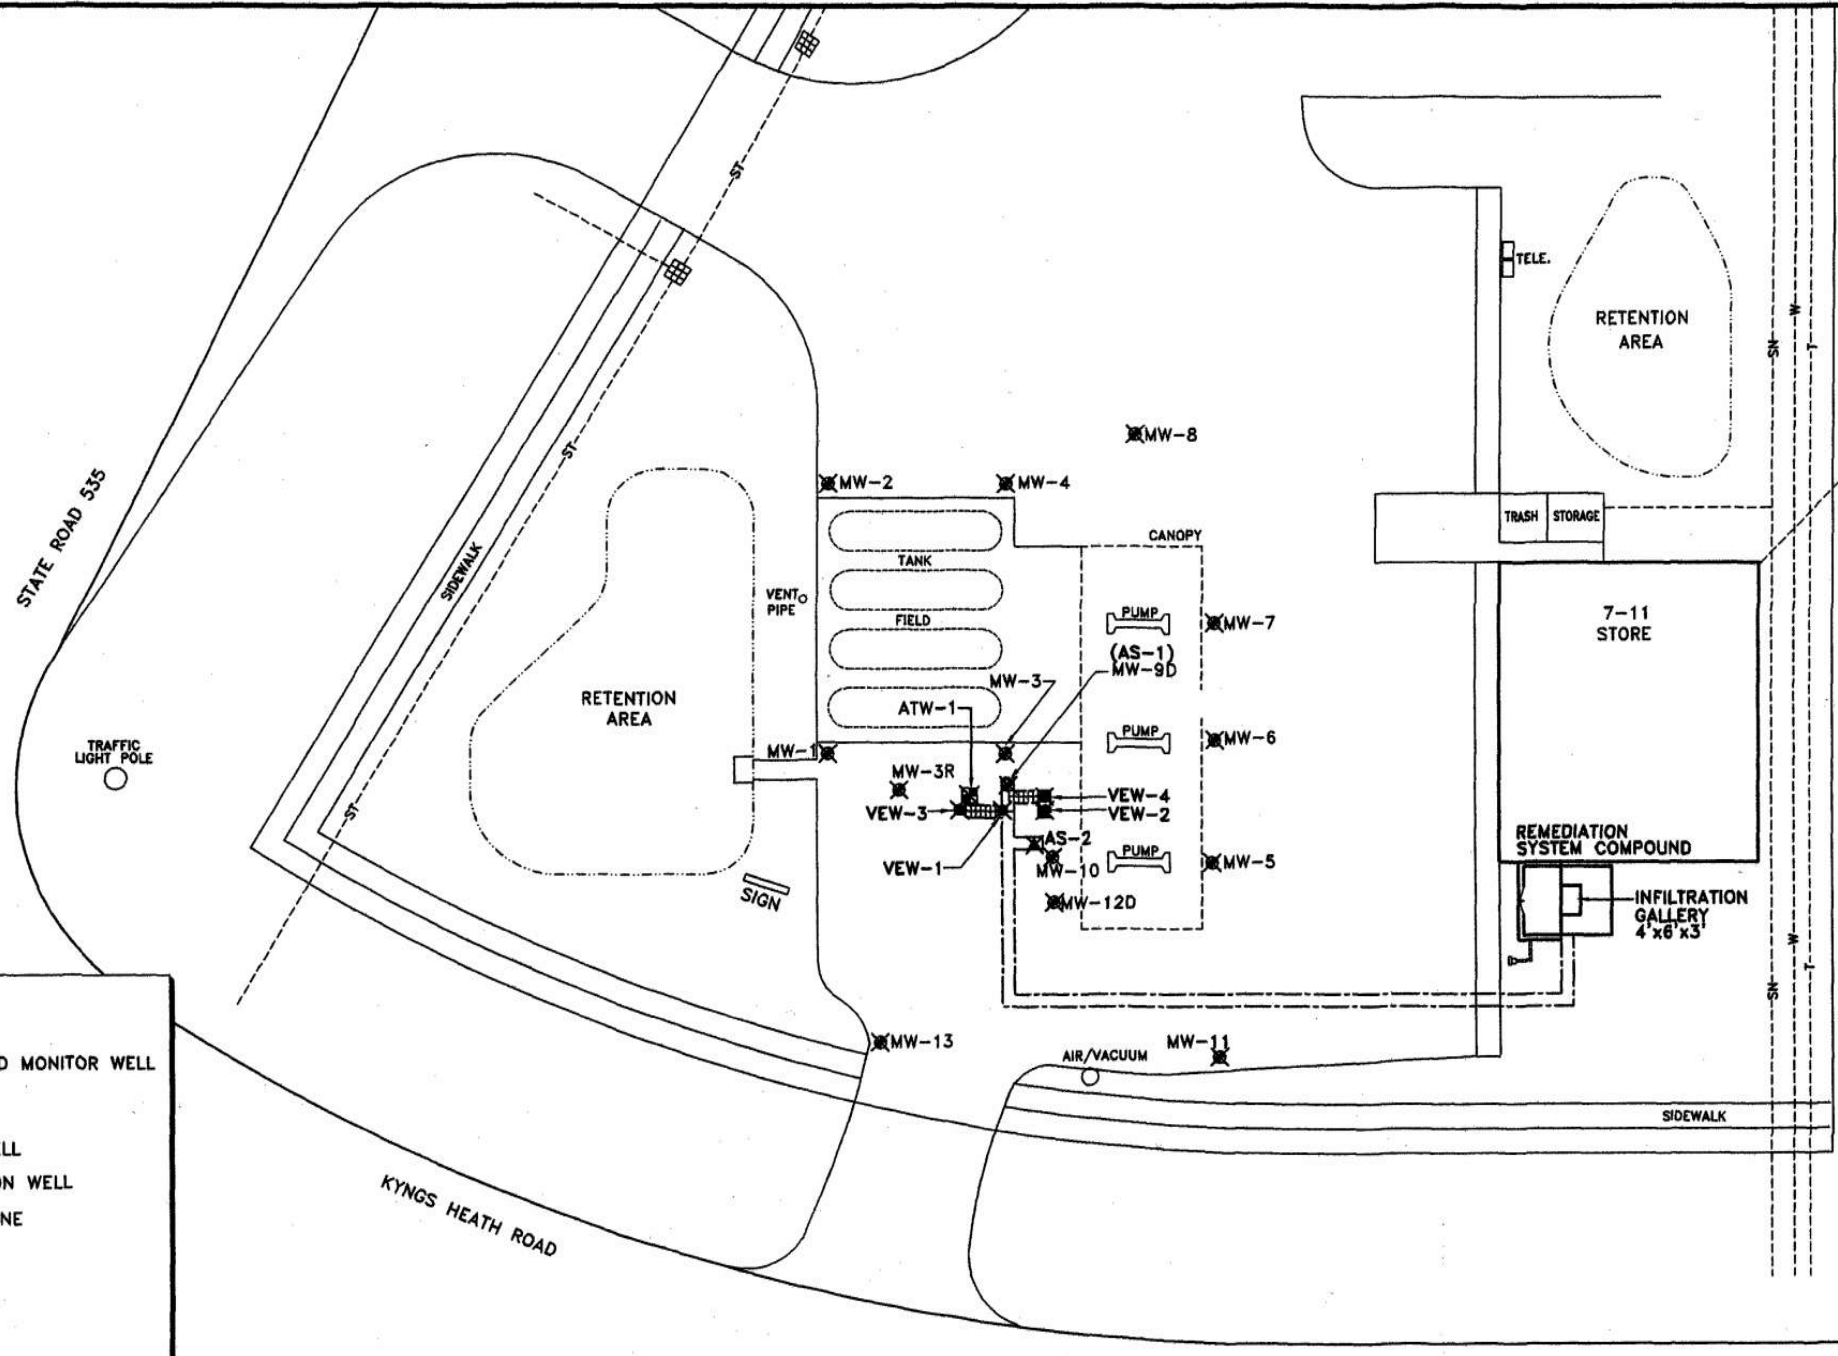 ST
TELE.
RETENTION
AREA
W
SN
T
MW-8
ST
STATE ROAD 535
MW-2
MW-4
TRASH
STORAGE
CANOPY
SIDEWALK
TANK
VENT
PIPE
FIELD
PUMP
MW-7
7-11
STORE
(AS-1)
MW-9D
MW-3
RETENTION
AREA
ATW-1
PUMP
MW-6
TRAFFIC
LIGHT POLE
MW-1
MW-3R
VEW-4
VEW-3
VEW-2
ST
AS-2
REMEDIATION
SYSTEM COMPOUND
PUMP
MW-5
VEW-1
MW-10
SIGN
MW-12D
INFILTRATION
GALLERY
4'x6'x3'
W
T
SN
MW-13
MW-11
AIR/VACUUM
D MONITOR WELL
SIDEWALK
LL
N WELL
NE
KYNGS HEATH ROAD